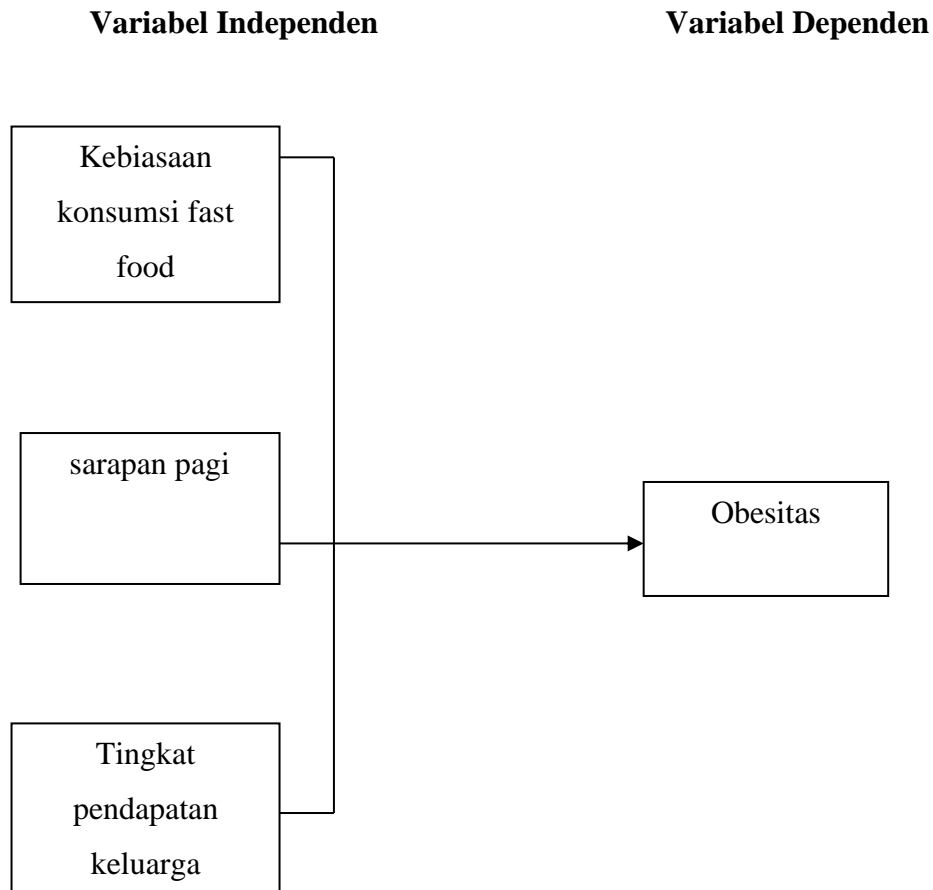 Variabel Independen
Variabel Dependen
Kebiasaan
konsumsi fast
food
sarapan pagi
Obesitas
Tingkat
pendapatan
keluarga